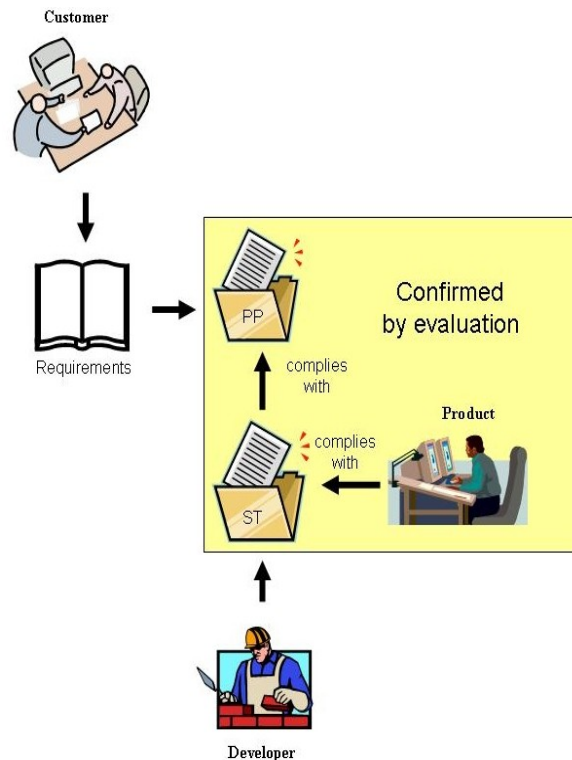 Customer
Requirements
PP
Confirmed
by evaluation
complies
with
complies
with
Product
ST
Developer